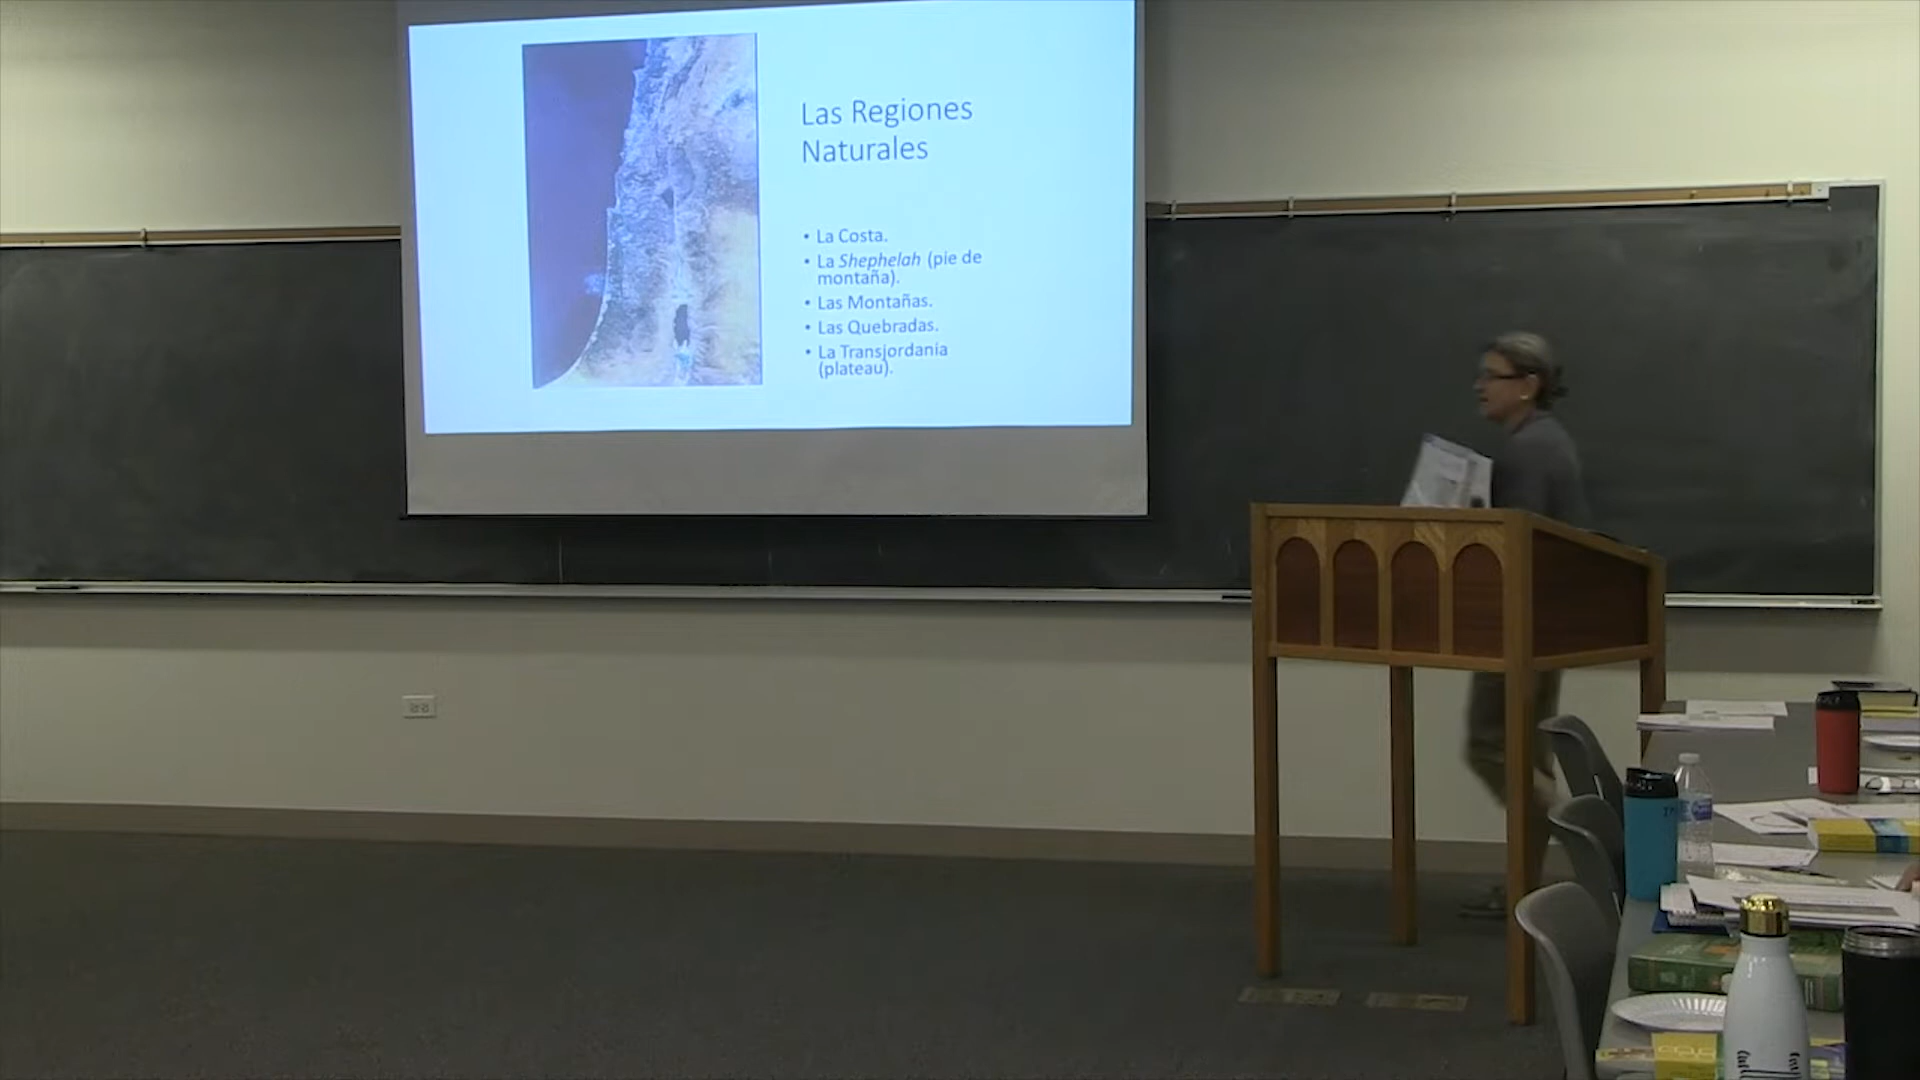 Las Regiones
Naturales
• La Costa.
• La Shephelah (pie de
montaña).
• Las Montañas.
• Las Quebradas.
• La Transjordania
(plateau).